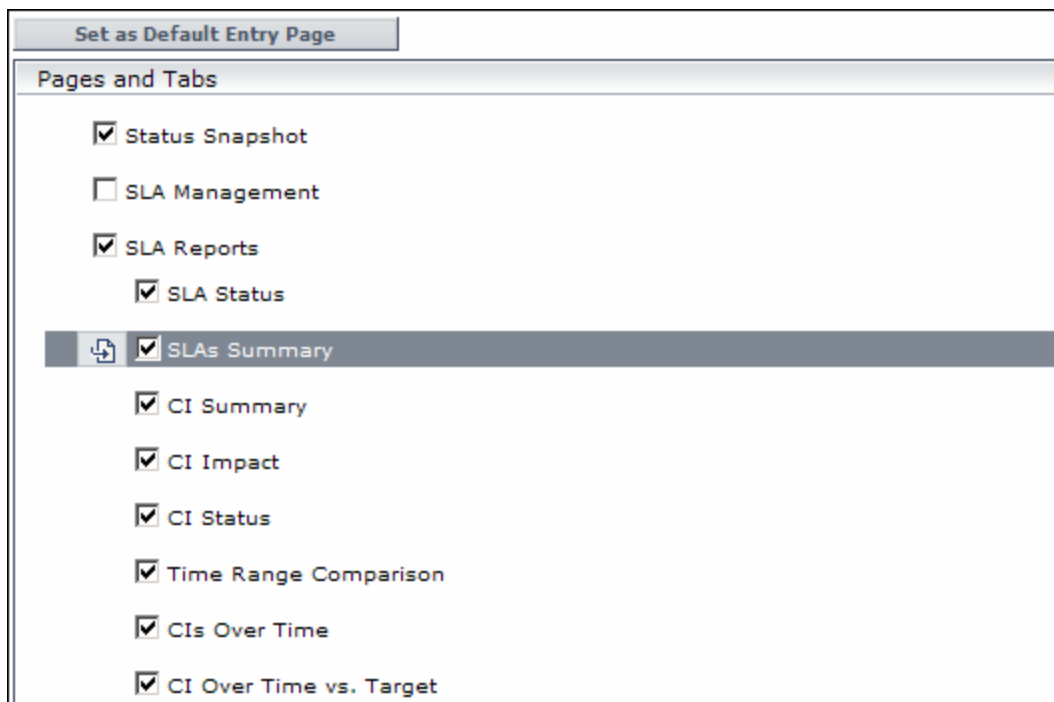 Set as Default Entry Page
Pages and Tabs
Status Snapshot
SLA Management
SLA Reports
SLA Status
SLAs Summary
CI Summary
CI Impact
CI Status
Time Range Comparison
CIs Over Time
CI Over Time vs. Target